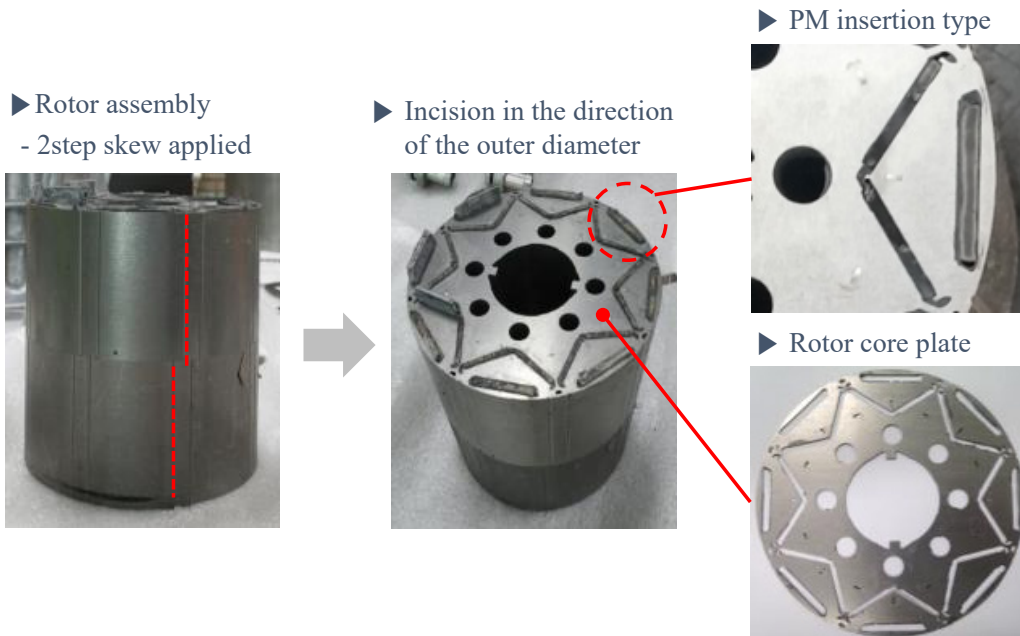 ▶ Rotor assembly
- 2step skew applied
▶ Incision in the direction
of the outer diameter
▶ PM insertion type
▶ Rotor core plate